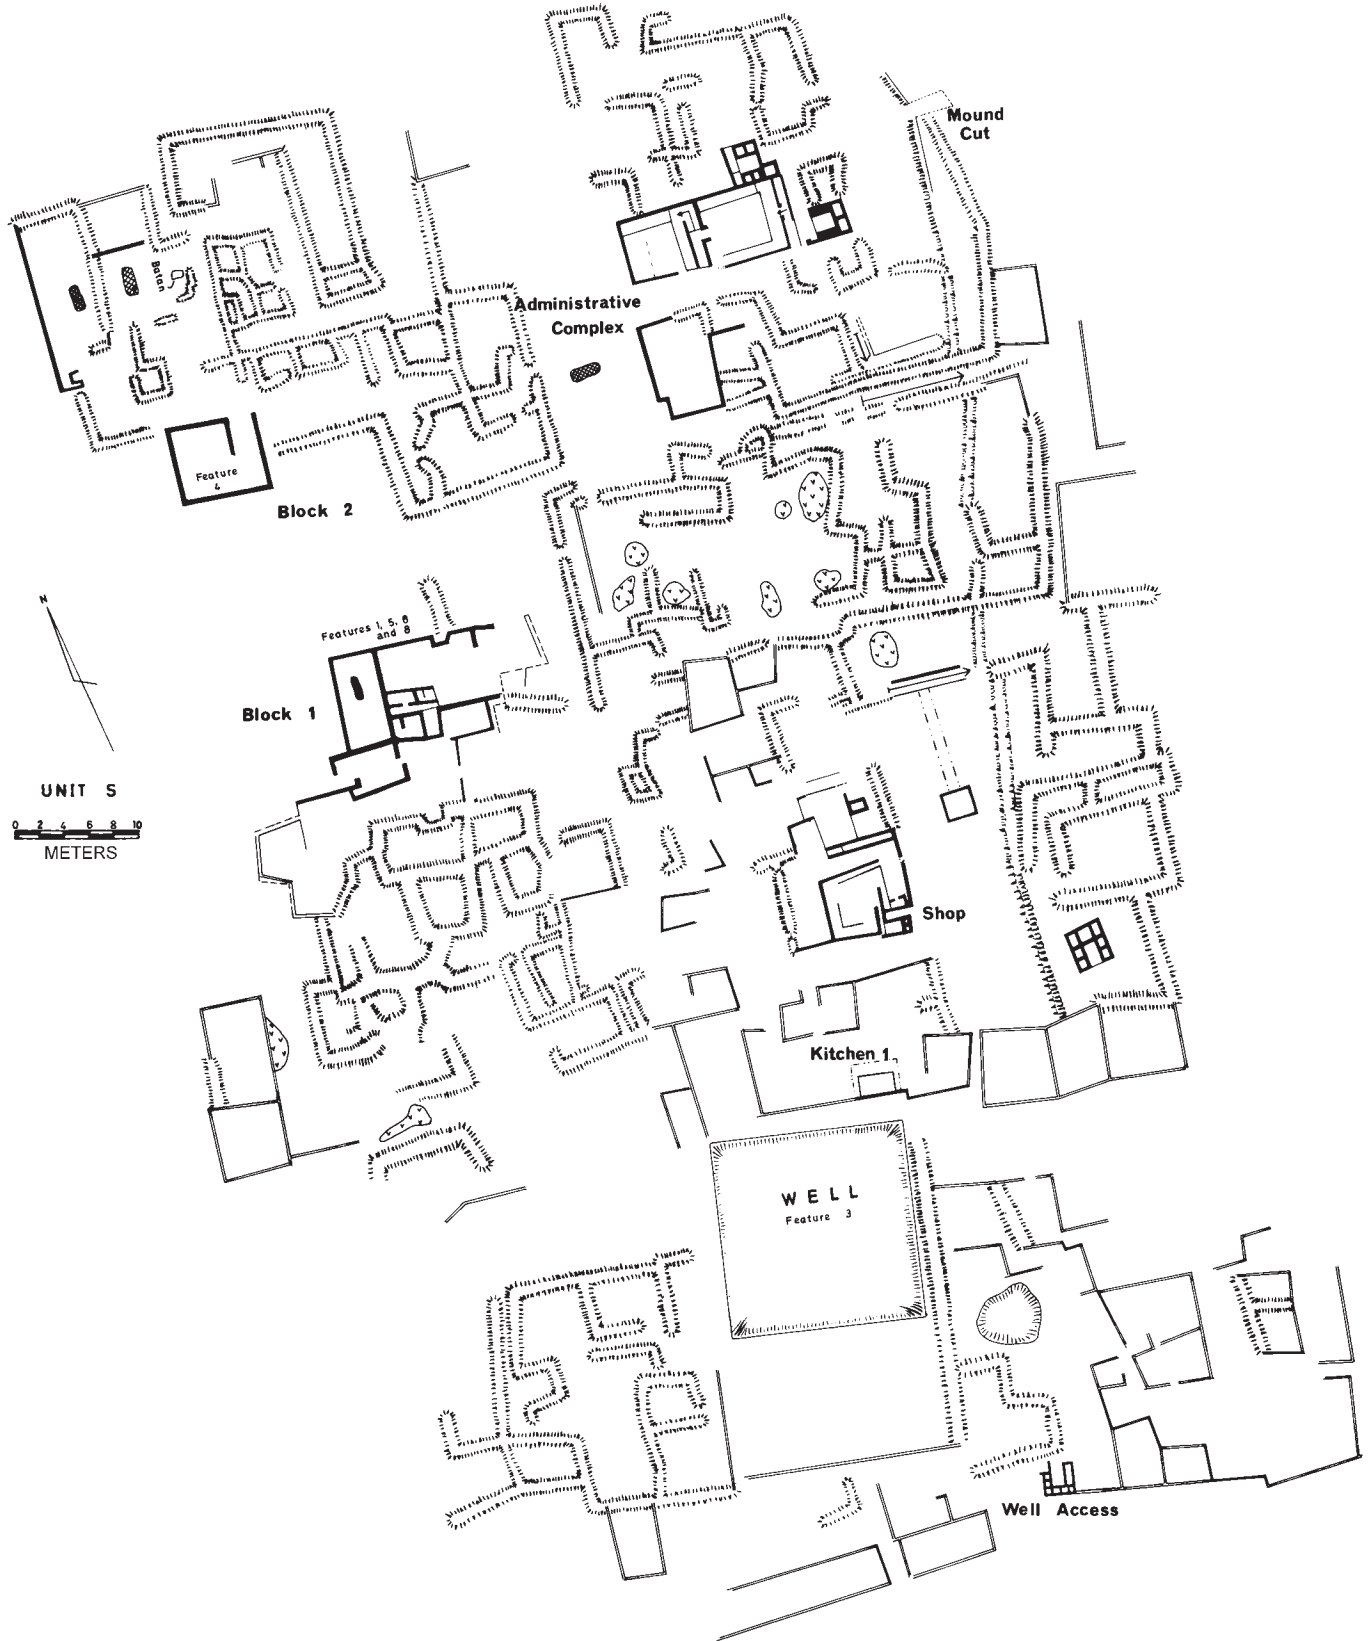 Mound
Cut
Batan
Administrative
Complex
Feature
4
Block 2
N
Features 1, 5, 6
and 8
Block 1
UNIT S
0 2 4 6 8 10
METERS
Shop
Kitchen 1
WELL
Feature 3
Well Access